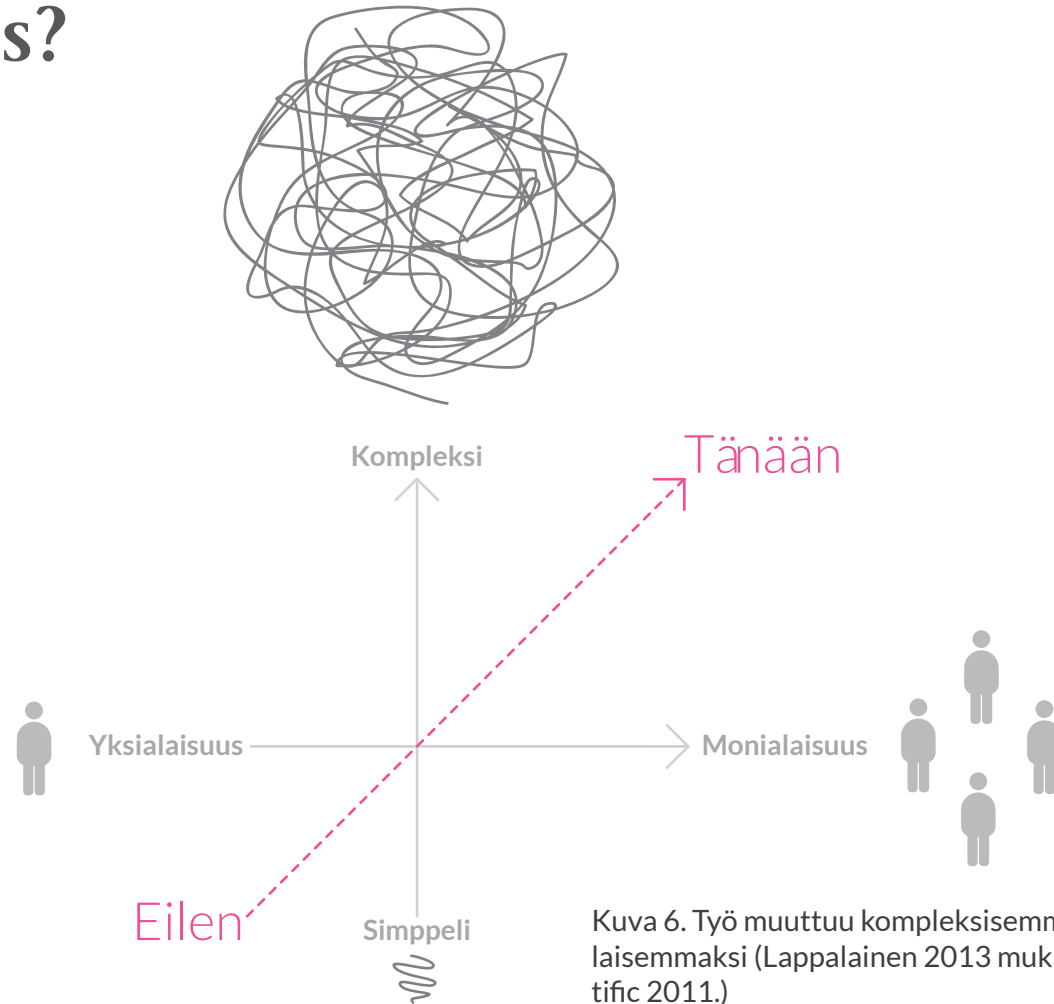 s?
Kompleksi
Tänään
Yksialaisuus
Monialaisuus
Eilen
Simppeli
Kuva 6. Työ muuttuu kompleksisemm
laisemmaksi (Lappalainen 2013 muk
tific 2011.)